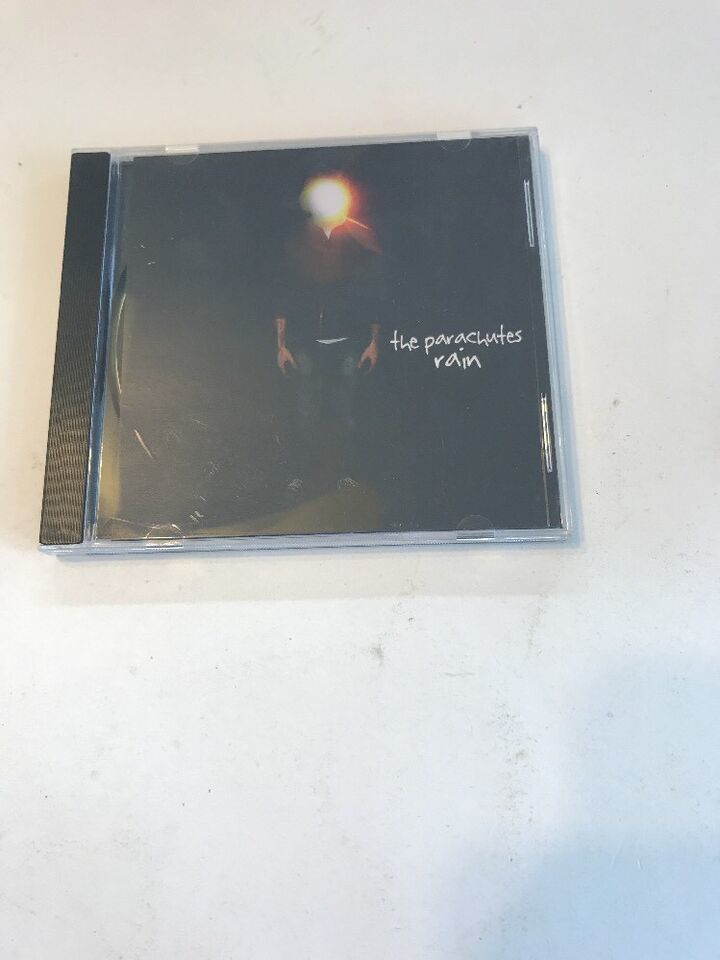 the parachutes
rain